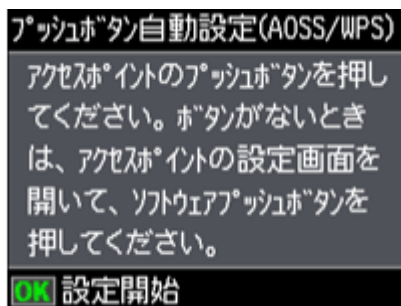 ﾌﾟｯｼｭﾎﾞﾀﾝ自動設定(AOSS/WPS)
ｱｸｾｽﾎﾟｲﾝﾄのﾌﾟｯｼｭﾎﾞﾀﾝを押し
てください。ﾎﾞﾀﾝがないとき
は、ｱｸｾｽﾎﾟｲﾝﾄの設定画面を
開いて、ｿﾌﾄｳｪｱﾌﾟｯｼｭﾎﾞﾀﾝを
押してください。
OK 設定開始